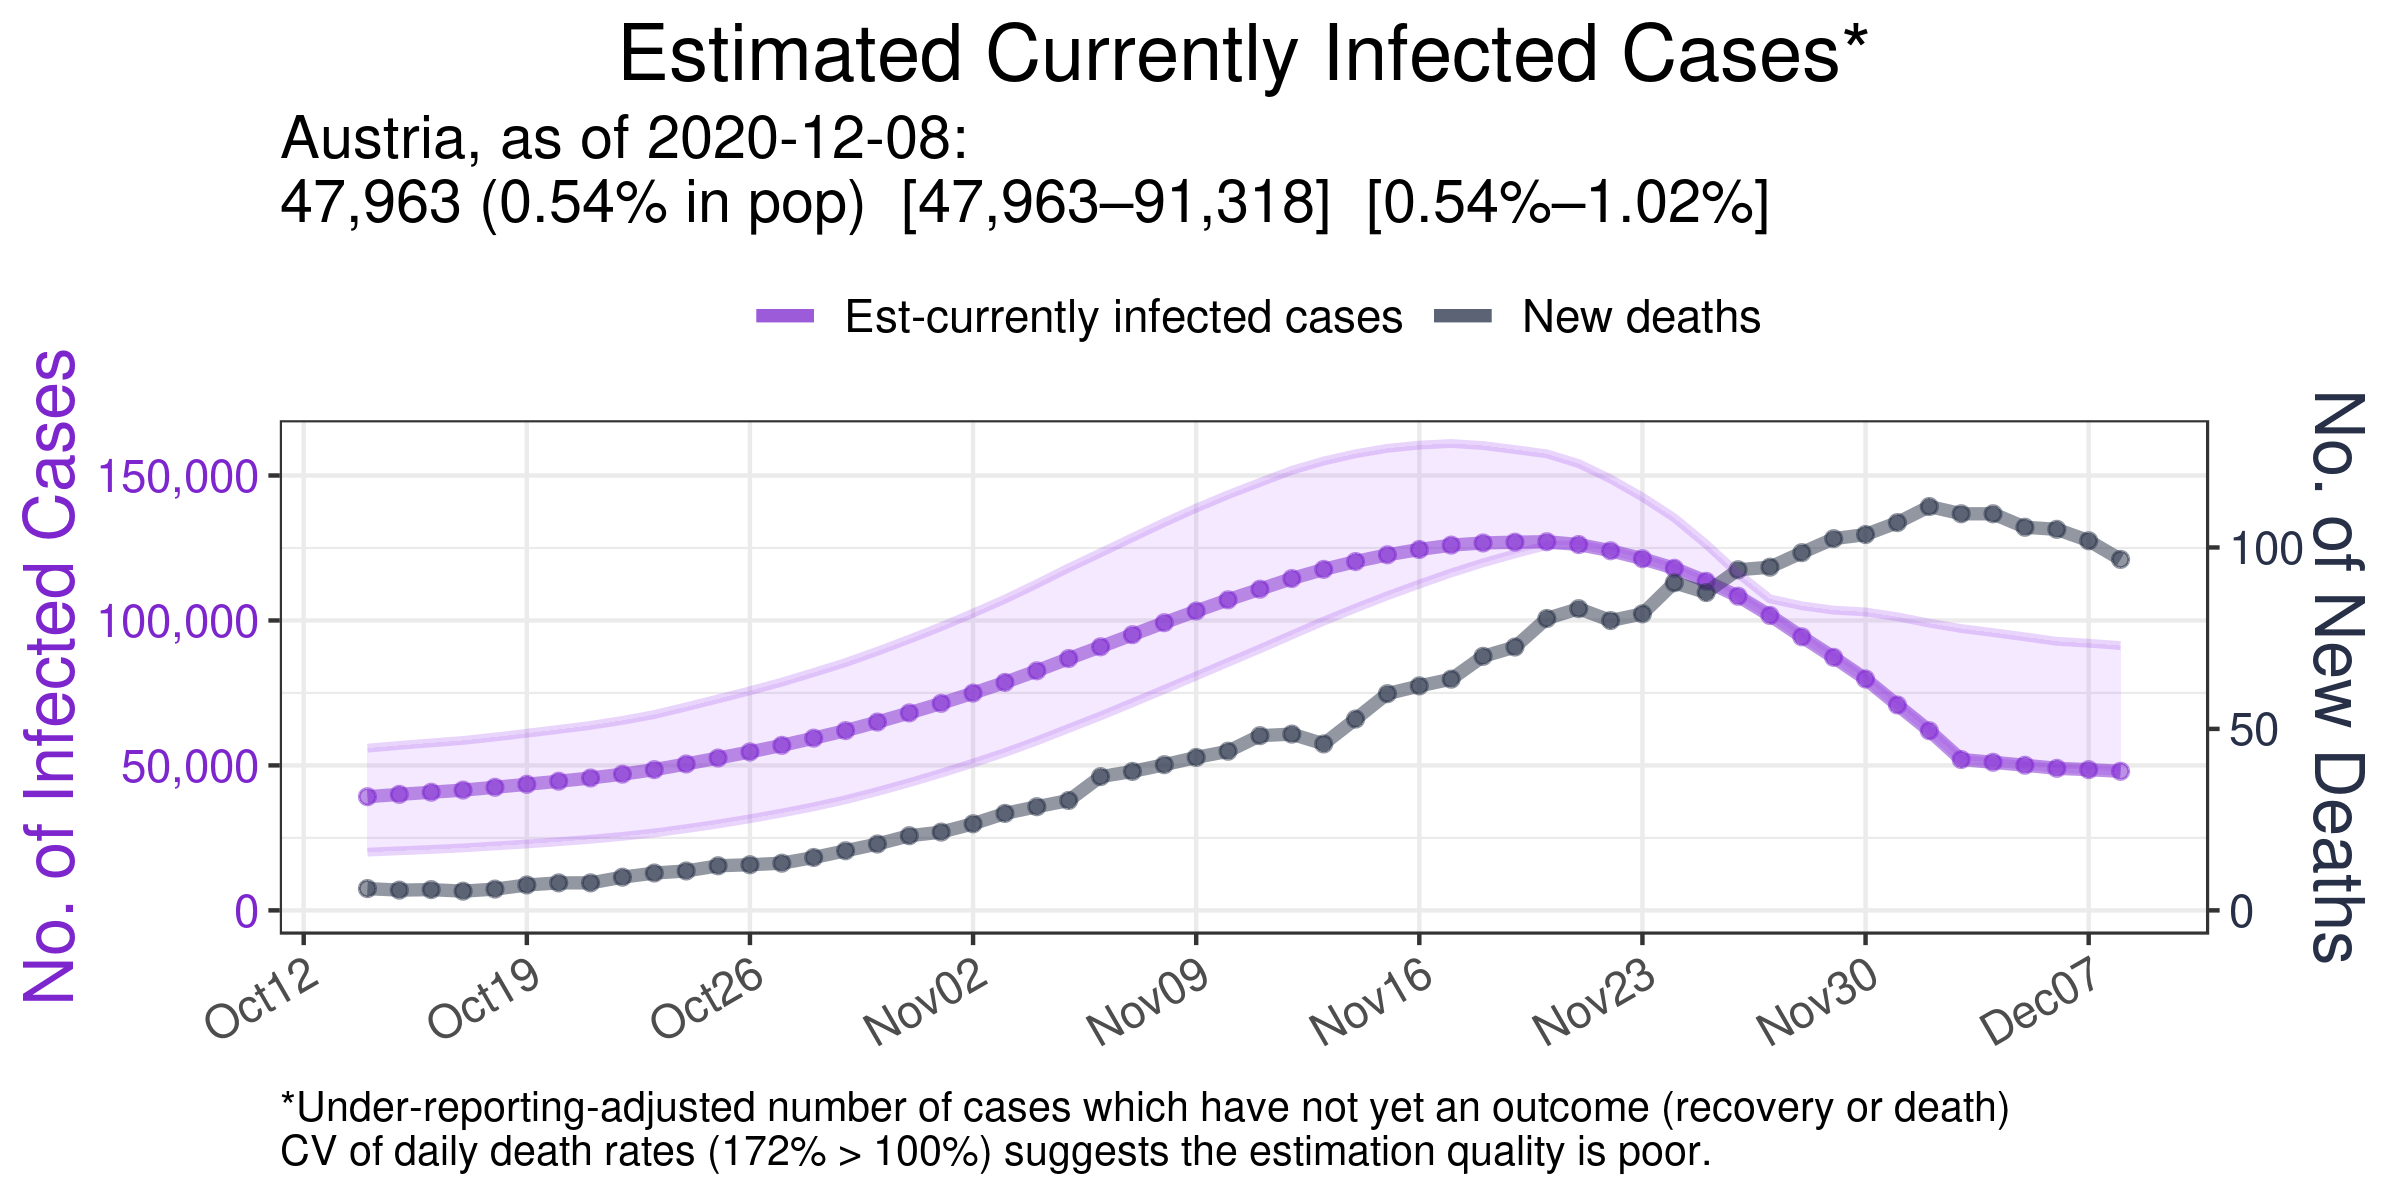 Estimated Currently Infected Cases*
Austria, as of 2020-12-08:
47,963 (0.54% in pop)  [47,963–91,318]  [0.54%–1.02%]
Est-currently infected cases
New deaths
No. of Infected Cases
150,000
100,000
50,000
0
100
50
0
No. of New Deaths
Oct12
Oct19
Oct26
Nov02
Nov09
Nov16
Nov23
Nov30
Dec07
*Under-reporting-adjusted number of cases which have not yet an outcome (recovery or death)
CV of daily death rates (172% > 100%) suggests the estimation quality is poor.